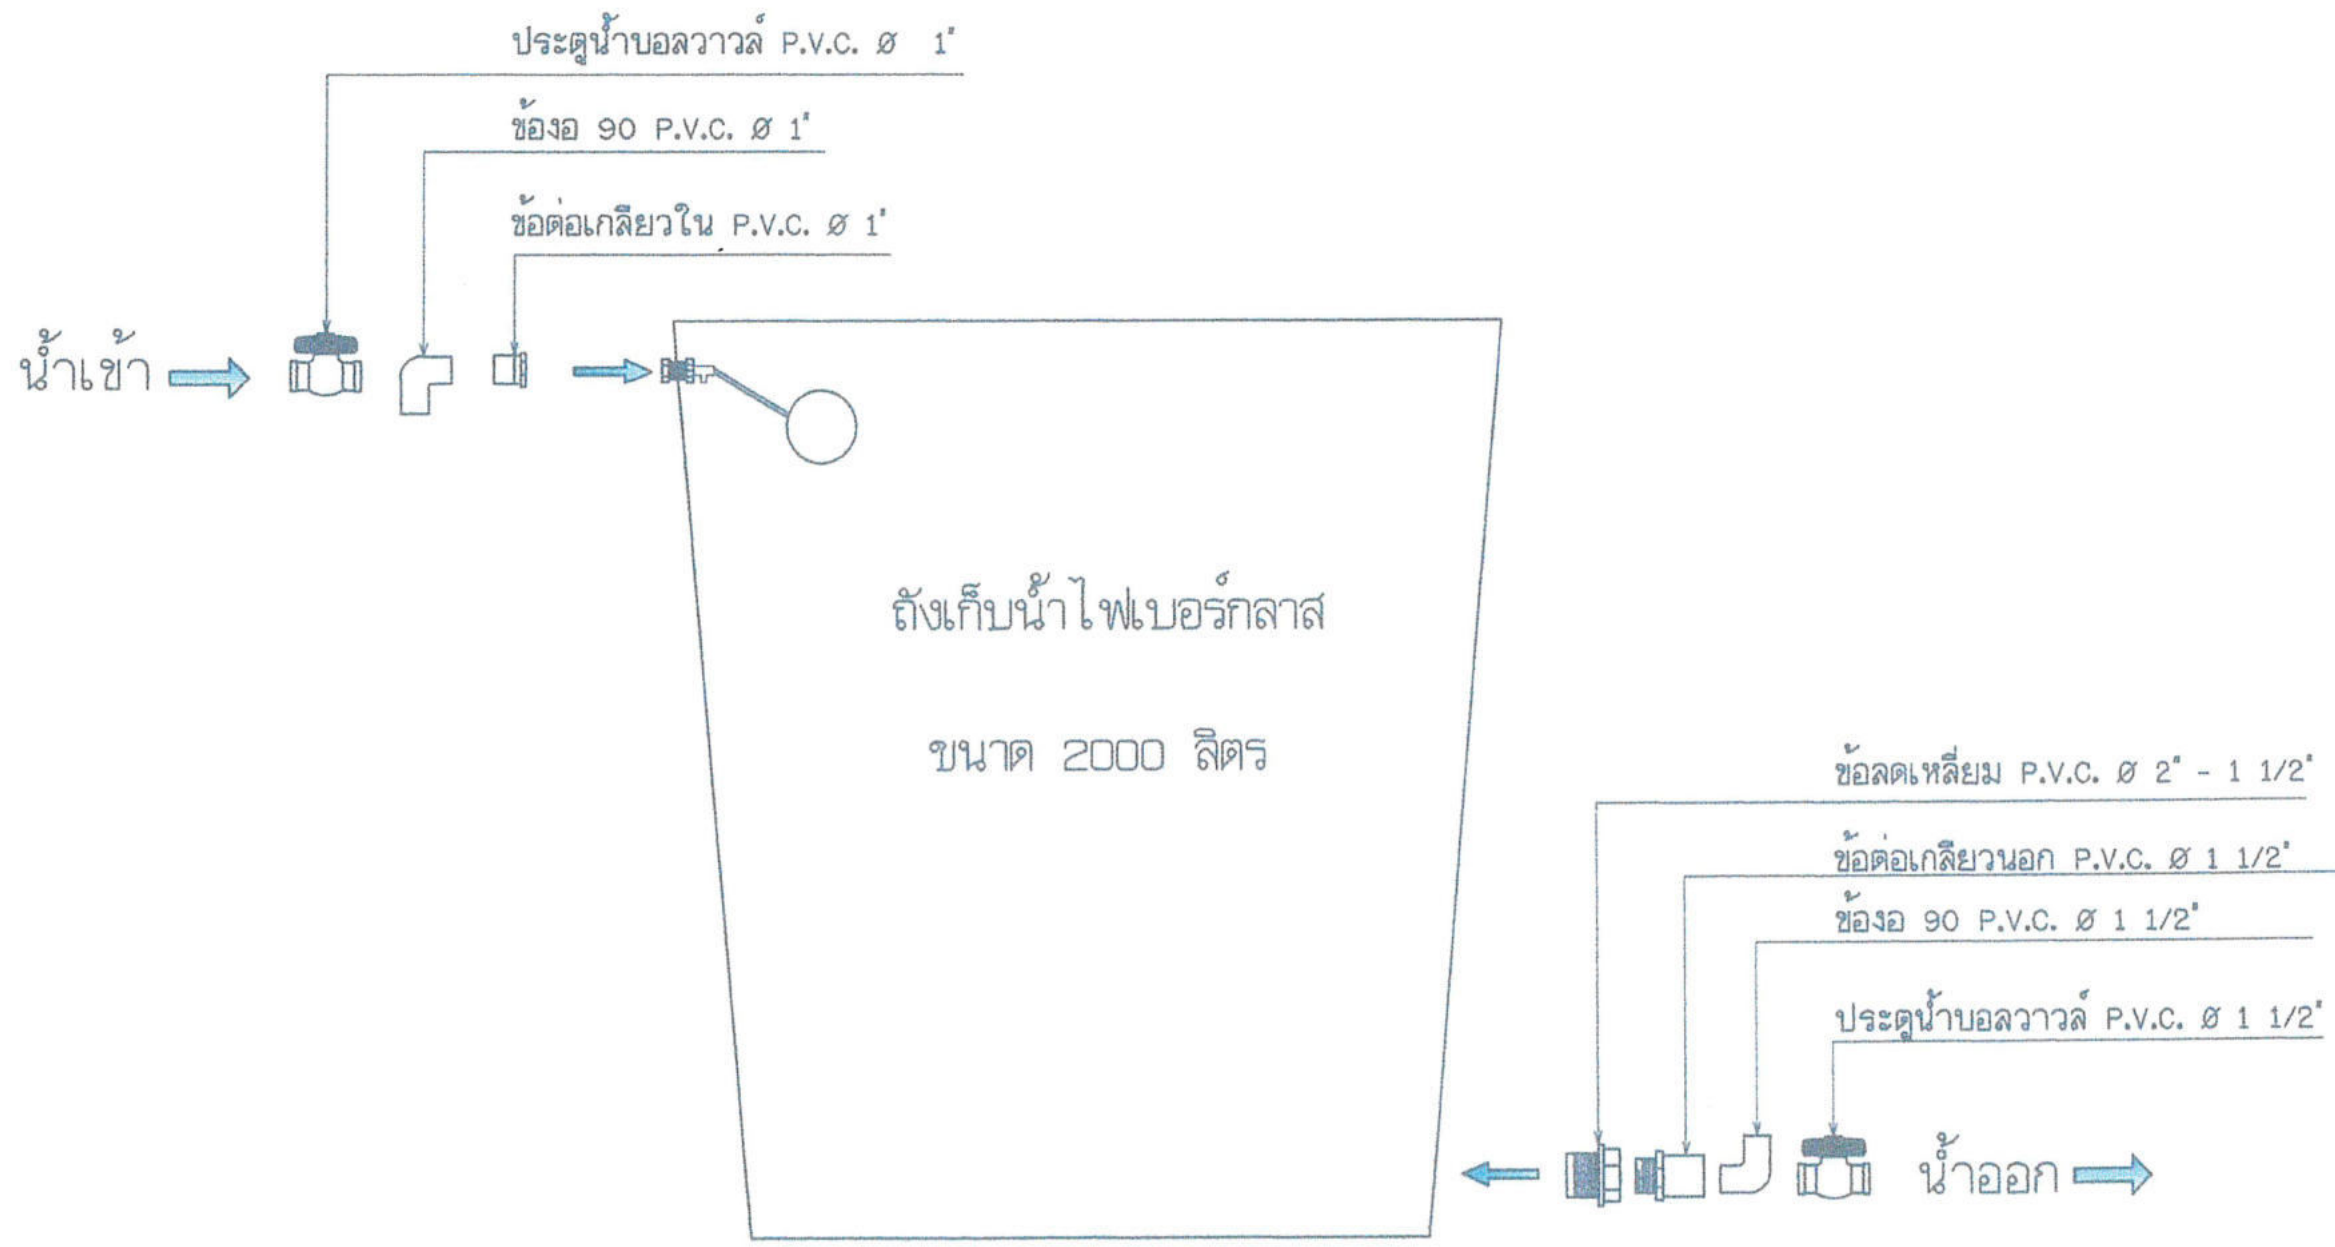 ประตูน้ำบอลวาวล์ P.V.C. Ø 1"
ข้องอ 90 P.V.C. Ø 1"
ข้อต่อเกลียวใน P.V.C. Ø 1"
น้ำเข้า
ถังเก็บน้ำไฟเบอร์กลาส
ขนาด 2000 ลิตร
ข้อลดเหลี่ยม P.V.C. Ø 2" - 1 1/2"
ข้อต่อเกลียวนอก P.V.C. Ø 1 1/2"
ข้องอ 90 P.V.C. Ø 1 1/2"
ประตูน้ำบอลวาวล์ P.V.C. Ø 1 1/2"
น้ำออก